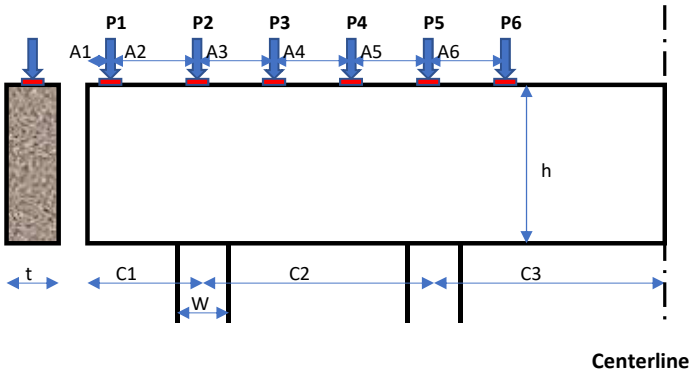 P1 P2 P3 P4 P5 P6
A1 A2 A3 A4 A5 A6
h
t C1 C2 C3
W
Centerline